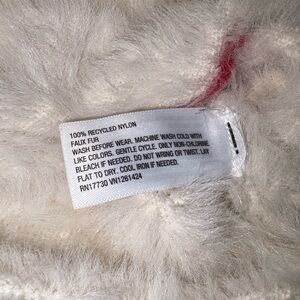 100% RECYCLED NYLON
FAUX FUR
WASH BEFORE WEAR. MACHINE WASH COLD WITH
LIKE COLORS. GENTLE CYCLE. ONLY NON-CHLORINE
BLEACH IF NEEDED. DO NOT WRING OR TWIST. LAY
FLAT TO DRY. COOL IRON IF NEEDED.
RN17730 VN1261424